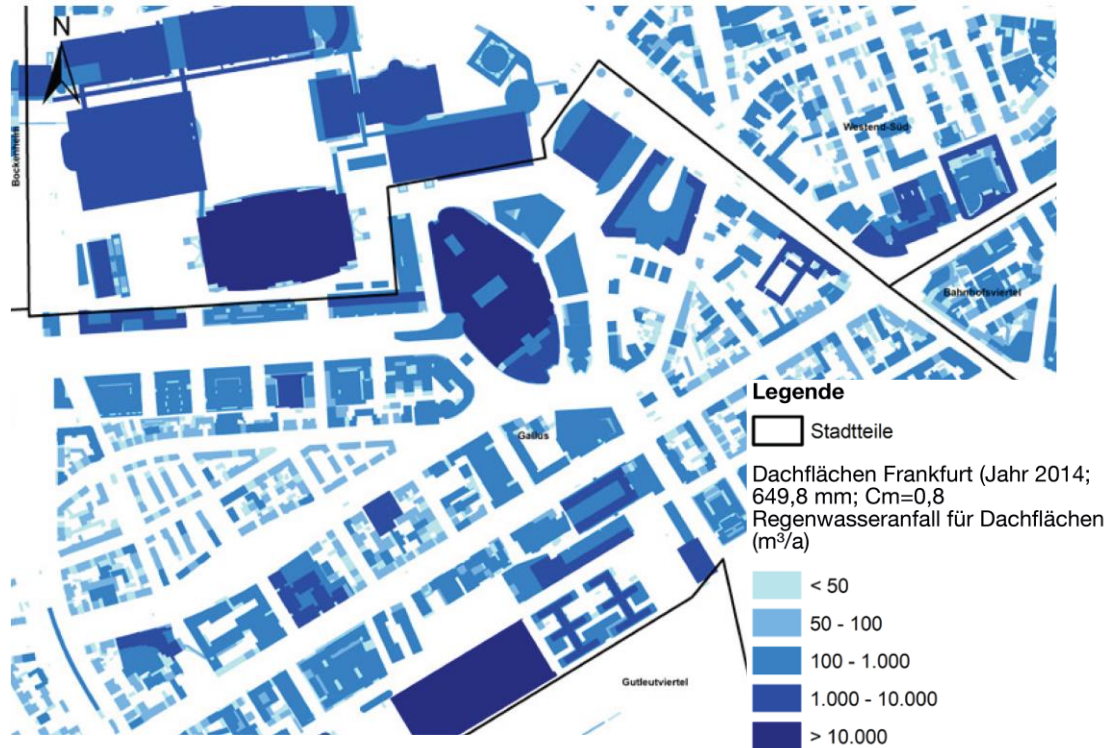 N
Bockenheim
Westend-Süd
Bahnhofsviertel
Gallus
Gutleutviertel
Legende
Stadtteile
Dachflächen Frankfurt (Jahr 2014;
649,8 mm; Cm=0,8
Regenwasseranfall für Dachflächen
(m³/a)
< 50
50 - 100
100 - 1.000
1.000 - 10.000
> 10.000